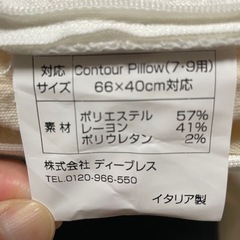 対応 Contour Pillow(7・9用)
サイズ 66×40cm対応
素材 ポリエステル 57%
レーヨン 41%
ポリウレタン 2%
株式会社 ディーブレス
TEL.0120-966-550
イタリア製